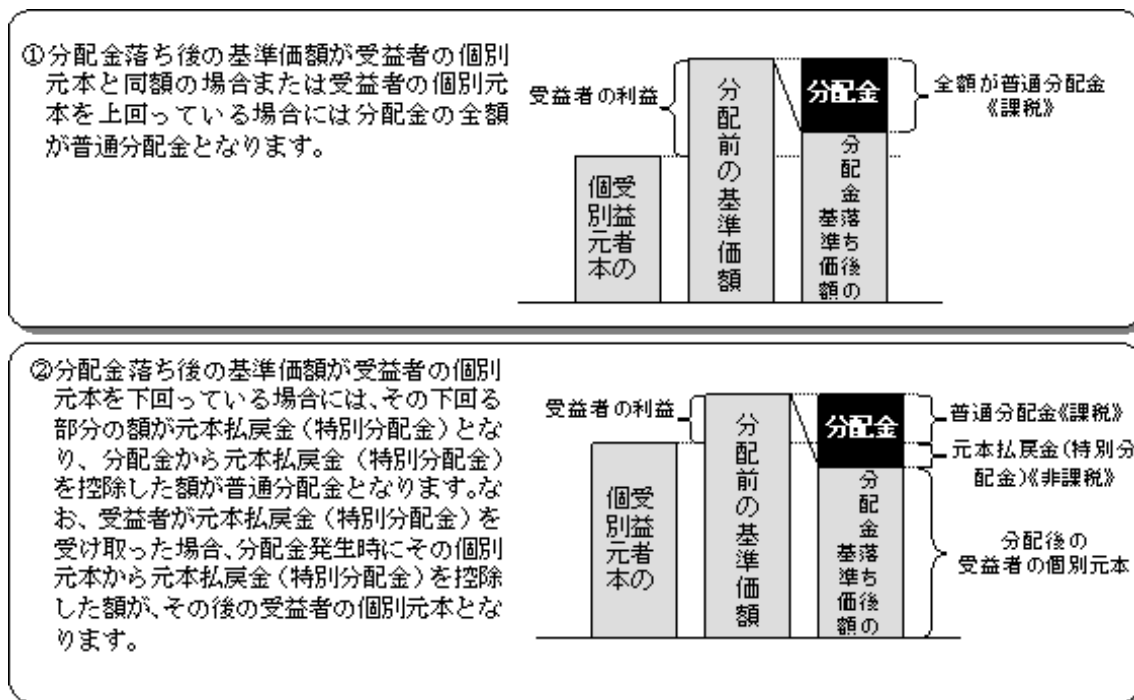 ①分配金落ち後の基準価額が受益者の個別
元本と同額の場合または受益者の個別元
本を上回っている場合には分配金の全額
が普通分配金となります。
受益者の利益
受益者の
個別元本
分配前の基準価額
分配金
分配金落ち後の
基準価額
全額が普通分配金
《課税》
②分配金落ち後の基準価額が受益者の個別
元本を下回っている場合には、その下回る
部分の額が元本払戻金（特別分配金）とな
り、分配金から元本払戻金（特別分配金）
を控除した額が普通分配金となります。な
お、受益者が元本払戻金（特別分配金）を
受け取った場合、分配金発生時にその個別
元本から元本払戻金（特別分配金）を控除
した額が、その後の受益者の個別元本とな
ります。
受益者の利益
受益者の
個別元本
分配前の基準価額
分配金
分配金落ち後の
基準価額
普通分配金《課税》
元本払戻金（特別分
配金）《非課税》
分配後の
受益者の個別元本